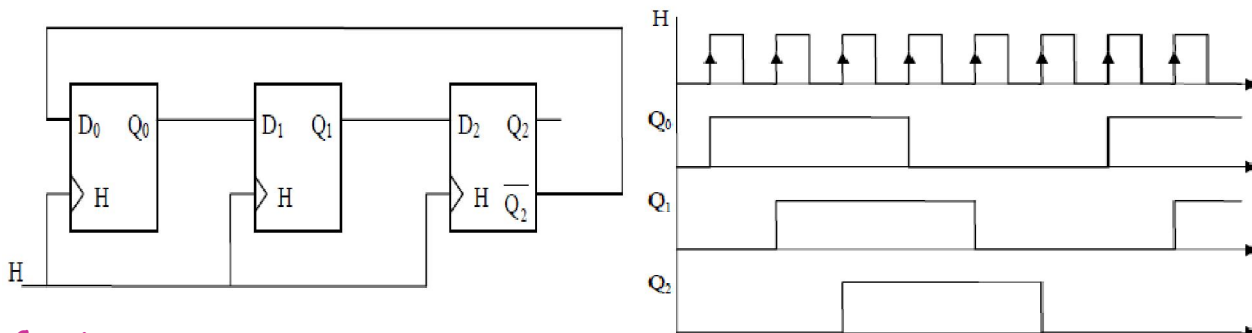 D₀ Q₀
H
D₁ Q₁
H
D₂ Q₂
H Q̅₂
H
H
Q₀
Q₁
Q₂